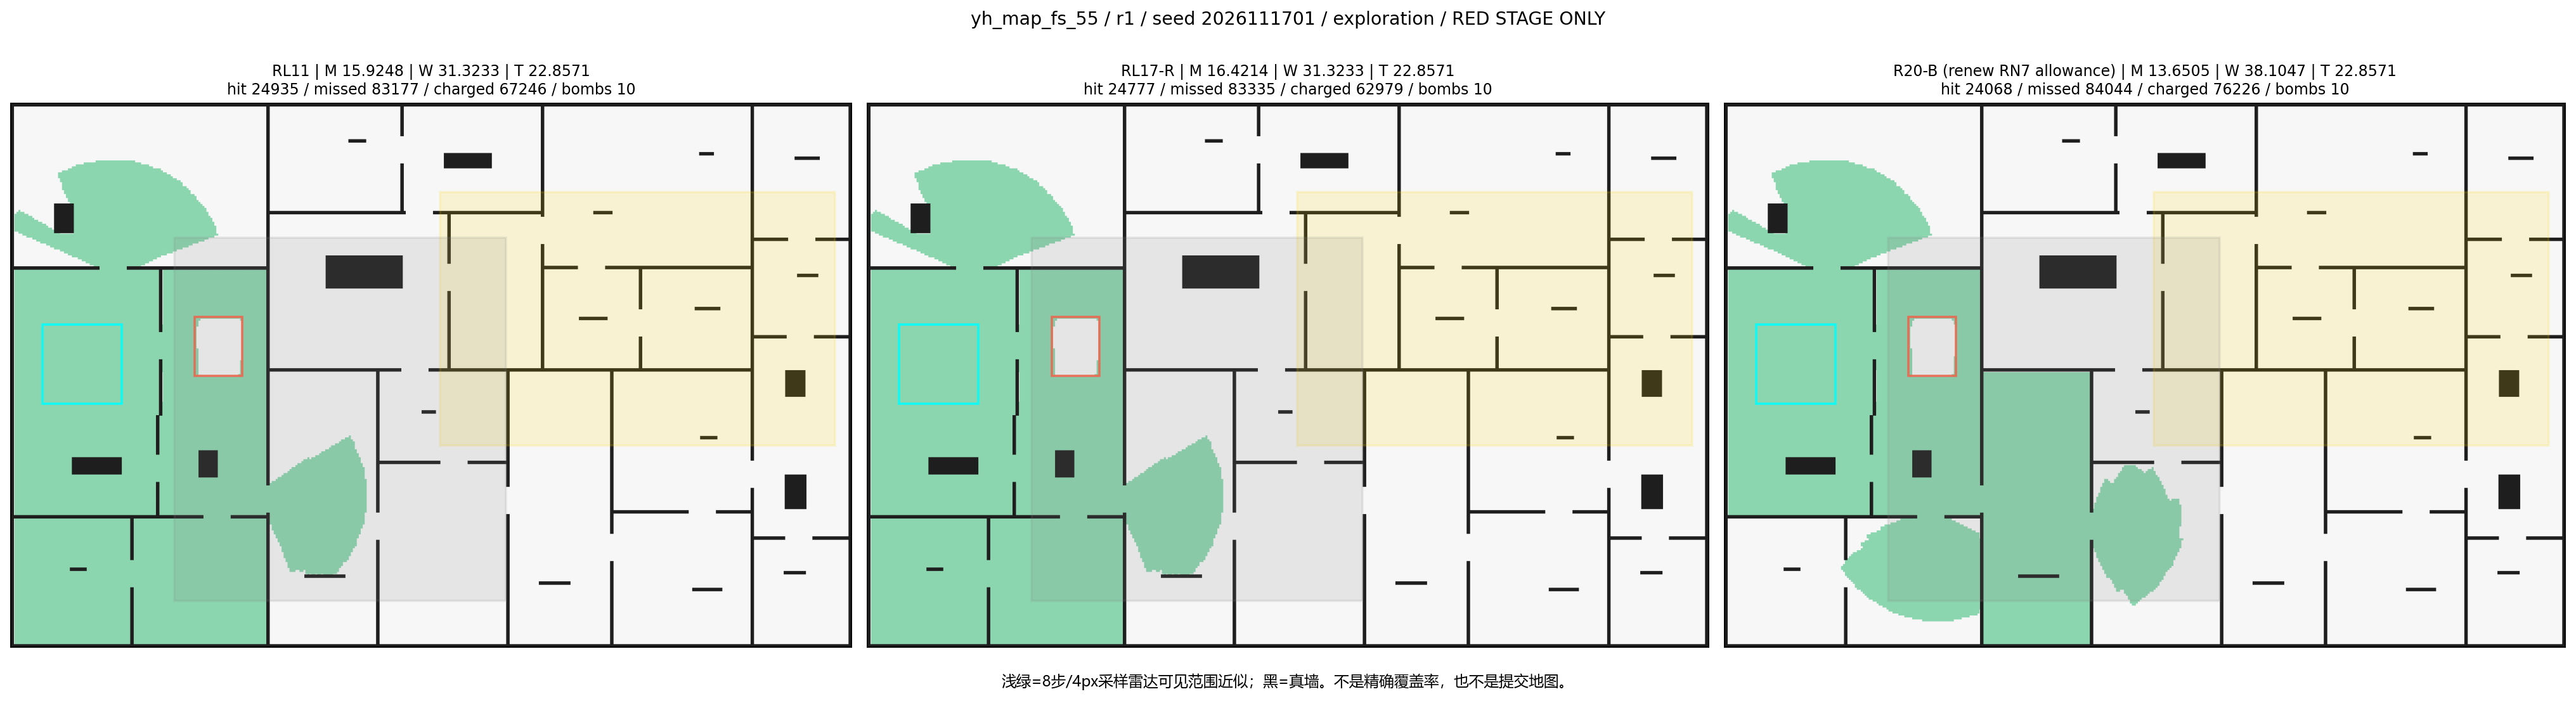 yh_map_fs_55 / r1 / seed 2026111701 / exploration / RED STAGE ONLY
RL11 | M 15.9248 | W 31.3233 | T 22.8571
hit 24935 / missed 83177 / charged 67246 / bombs 10
RL17-R | M 16.4214 | W 31.3233 | T 22.8571
hit 24777 / missed 83335 / charged 62979 / bombs 10
R20-B (renew RN7 allowance) | M 13.6505 | W 38.1047 | T 22.8571
hit 24068 / missed 84044 / charged 76226 / bombs 10
浅绿=8步/4px采样雷达可见范围近似；黑=真墙。不是精确覆盖率，也不是提交地图。